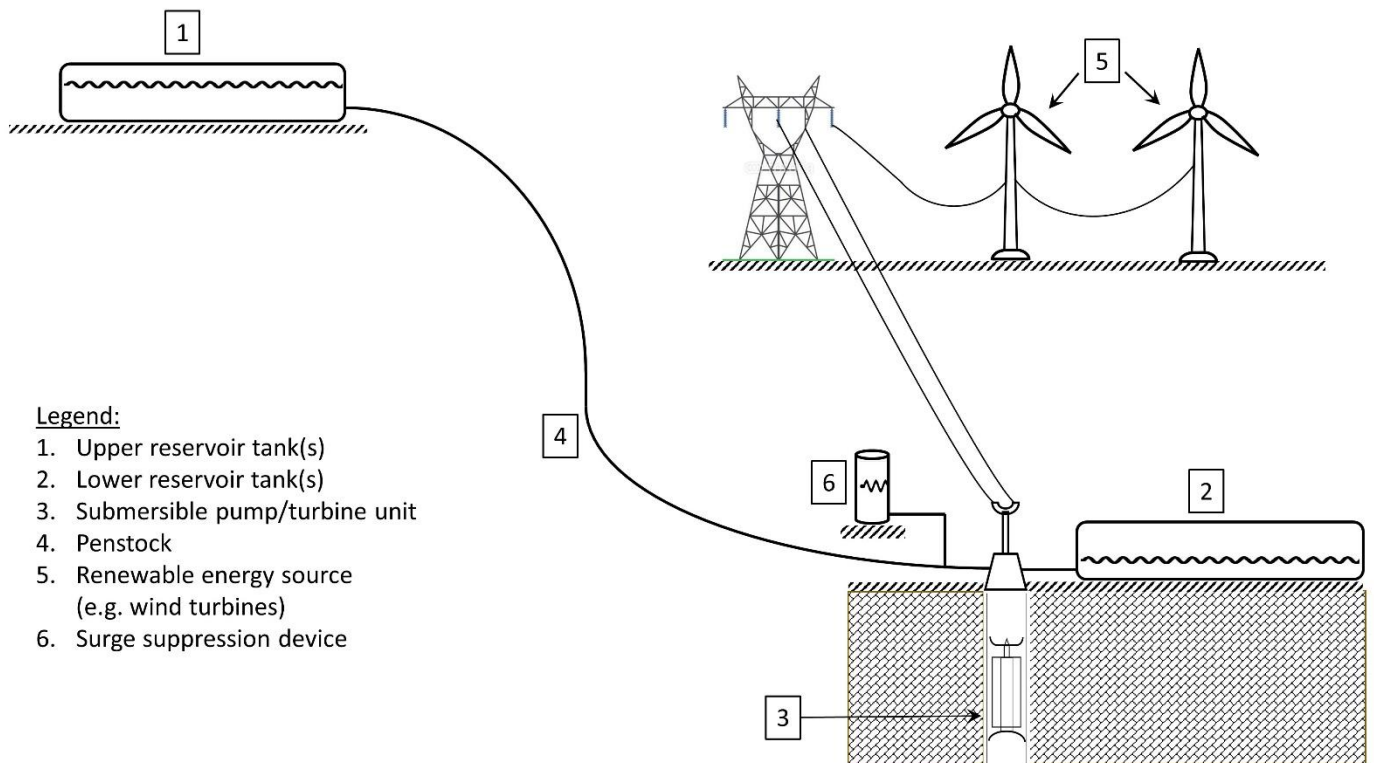 1
5
Legend:
1. Upper reservoir tank(s)
2. Lower reservoir tank(s)
3. Submersible pump/turbine unit
4. Penstock
5. Renewable energy source
(e.g. wind turbines)
6. Surge suppression device
4
6
2
3